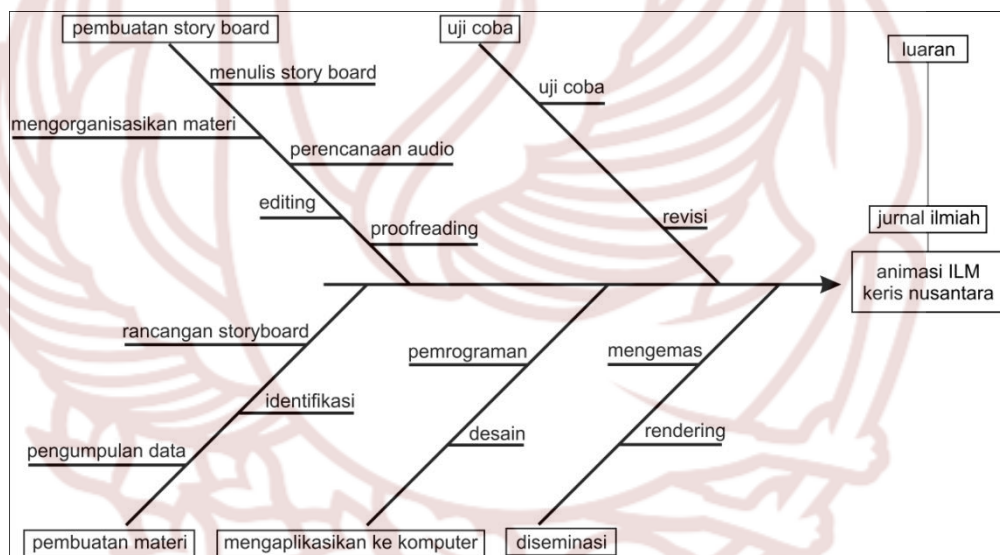 pembuatan story board
uji coba
luaran
menulis story board
uji coba
mengorganisasikan materi
perencanaan audio
editing
proofreading
revisi
jurnal ilmiah
animasi ILM
keris nusantara
rancangan storyboard
pemrograman
mengemas
identifikasi
desain
rendering
pengumpulan data
pembuatan materi
mengaplikasikan ke komputer
diseminasi